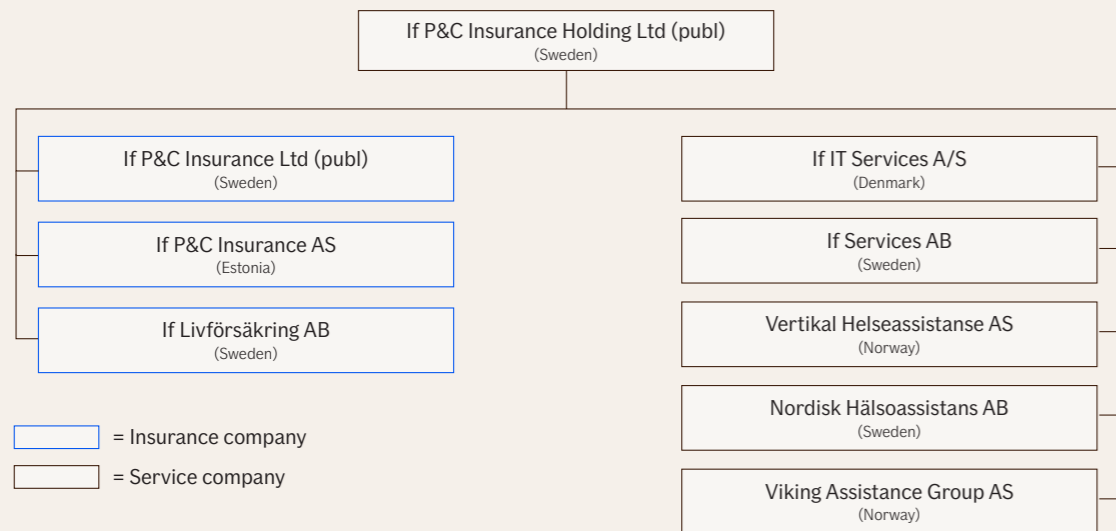 If P&C Insurance Holding Ltd (publ)
(Sweden)
If P&C Insurance Ltd (publ)
(Sweden)
If P&C Insurance AS
(Estonia)
If Livförsäkring AB
(Sweden)
= Insurance company
= Service company
If IT Services A/S
(Denmark)
If Services AB
(Sweden)
Vertikal Helseassistanse AS
(Norway)
Nordisk Hälsoassistans AB
(Sweden)
Viking Assistance Group AS
(Norway)